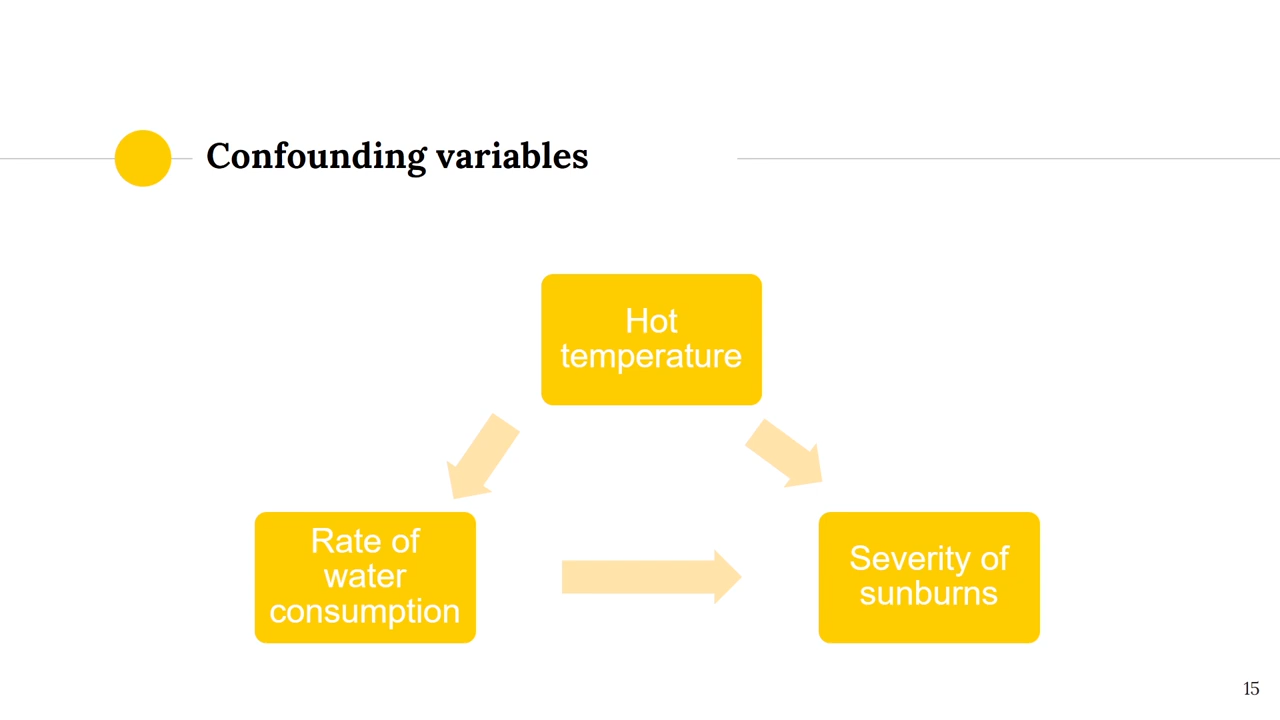 Confounding variables
Hot
temperature
Rate of
water
consumption
Severity of
sunburns
15